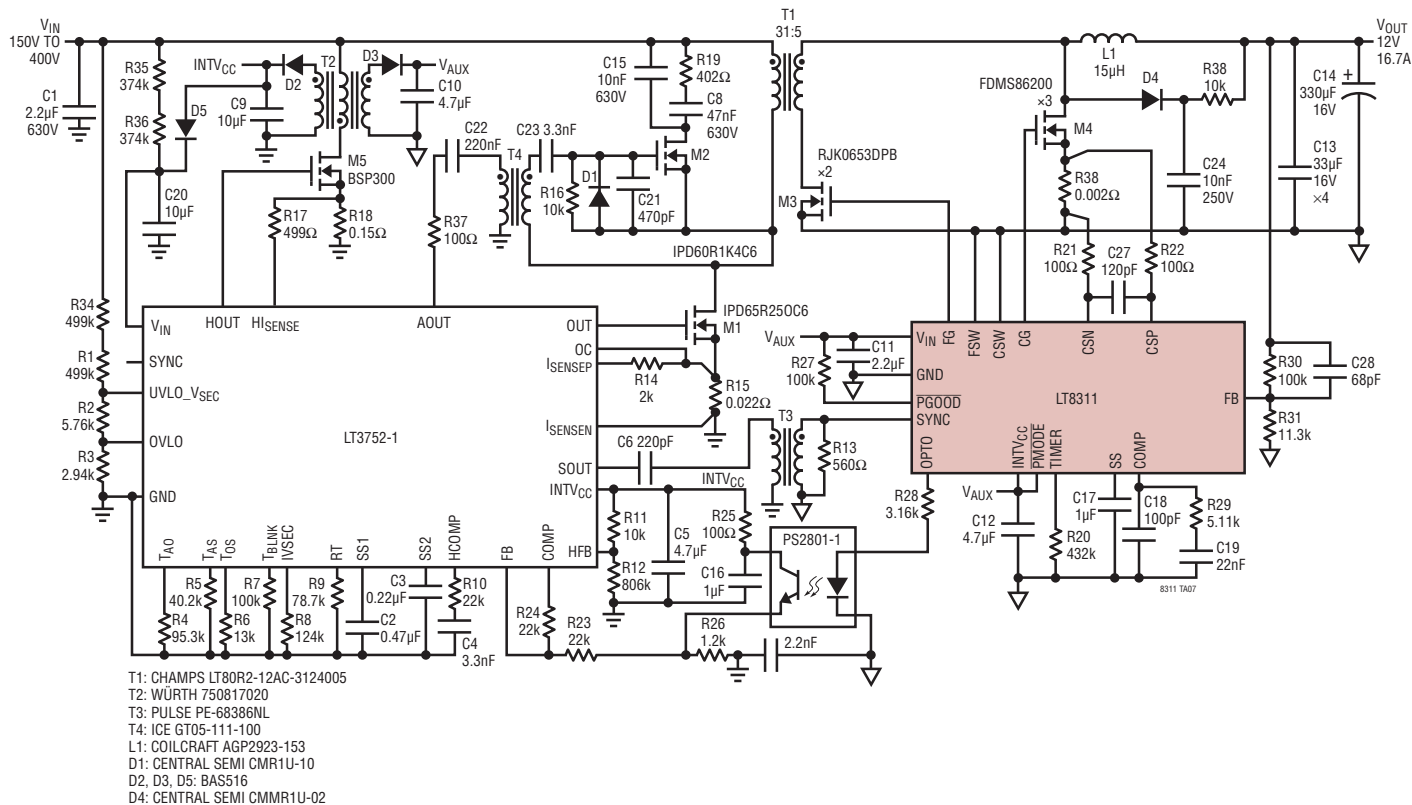 VIN
150V TO
400V
C1
2.2µF
630V
R35
374k
R36
374k
C20
10µF
INTVCC
D5
D2
C9
10µF
T2
D3
VAUX
C10
4.7µF
M5
BSP300
R17
499Ω
R18
0.15Ω
C22
220nF
R37
100Ω
T4
C23 3.3nF
R16
10k
D1
C21
470pF
C15
10nF
630V
R19
402Ω
C8
47nF
630V
M2
IPD60R1K4C6
T1
31:5
RJK0653DPB
×2
M3
FDMS86200
×3
M4
L1
15µH
D4
R38
10k
R38
0.002Ω
C24
10nF
250V
R21
100Ω
C27
120pF
R22
100Ω
VOUT
12V
16.7A
C14
330µF
16V
+
C13
33µF
16V
×4
R34
499k
R1
499k
R2
5.76k
R3
2.94k
LT3752-1
VIN
SYNC
UVLO_VSEC
OVLO
GND
HOUT
HISENSE
AOUT
OUT
OC
ISENSEP
ISENSEN
SOUT
INTVCC
HFB
TAO
TAS
TOS
TBLNK
IVSEC
RT
SS1
SS2
HCOMP
FB
COMP
R4
95.3k
R5
40.2k
R6
13k
R7
100k
R8
124k
R9
78.7k
C2
0.47µF
C3
0.22µF
R10
22k
C4
3.3nF
R24
22k
R23
22k
R26
1.2k
2.2nF
IPD65R25OC6
M1
R14
2k
R15
0.022Ω
C6 220pF
T3
R13
560Ω
R11
10k
R12
806k
C5
4.7µF
INTVCC
R25
100Ω
C16
1µF
PS2801-1
R28
3.16k
VAUX
R27
100k
C11
2.2µF
LT8311
VIN
FG
FSW
CSW
CG
CSN
CSP
GND
PGOOD
SYNC
OPTO
INTVCC
PMODE
TIMER
SS
COMP
FB
R30
100k
C28
68pF
R31
11.3k
VAUX
C12
4.7µF
R20
432k
C17
1µF
C18
100pF
R29
5.11k
C19
22nF
8311 TA07
T1: CHAMPS LT80R2-12AC-3124005
T2: WÜRTH 750817020
T3: PULSE PE-68386NL
T4: ICE GT05-111-100
L1: COILCRAFT AGP2923-153
D1: CENTRAL SEMI CMR1U-10
D2, D3, D5: BAS516
D4: CENTRAL SEMI CMMR1U-02